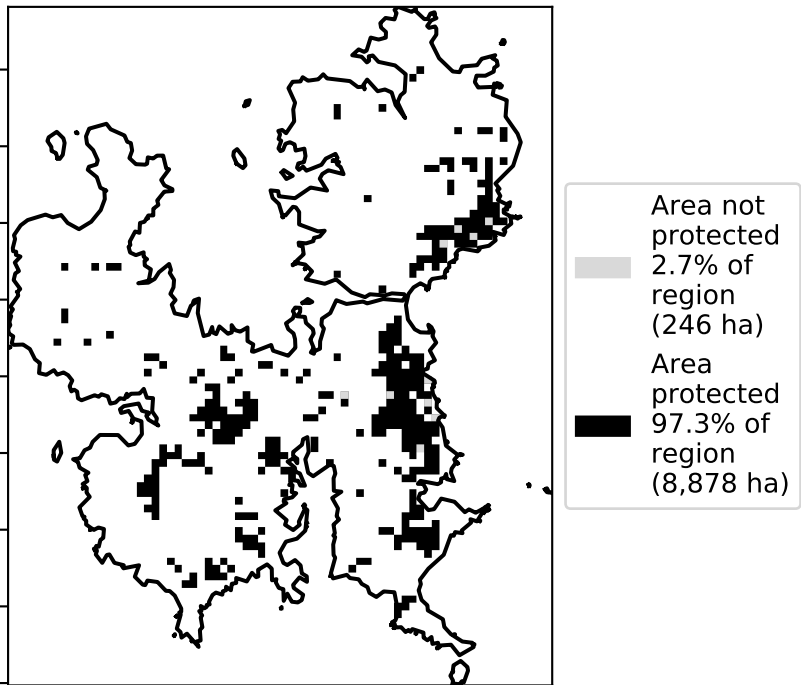 Area not
protected
2.7% of
region
(246 ha)
Area
protected
97.3% of
region
(8,878 ha)